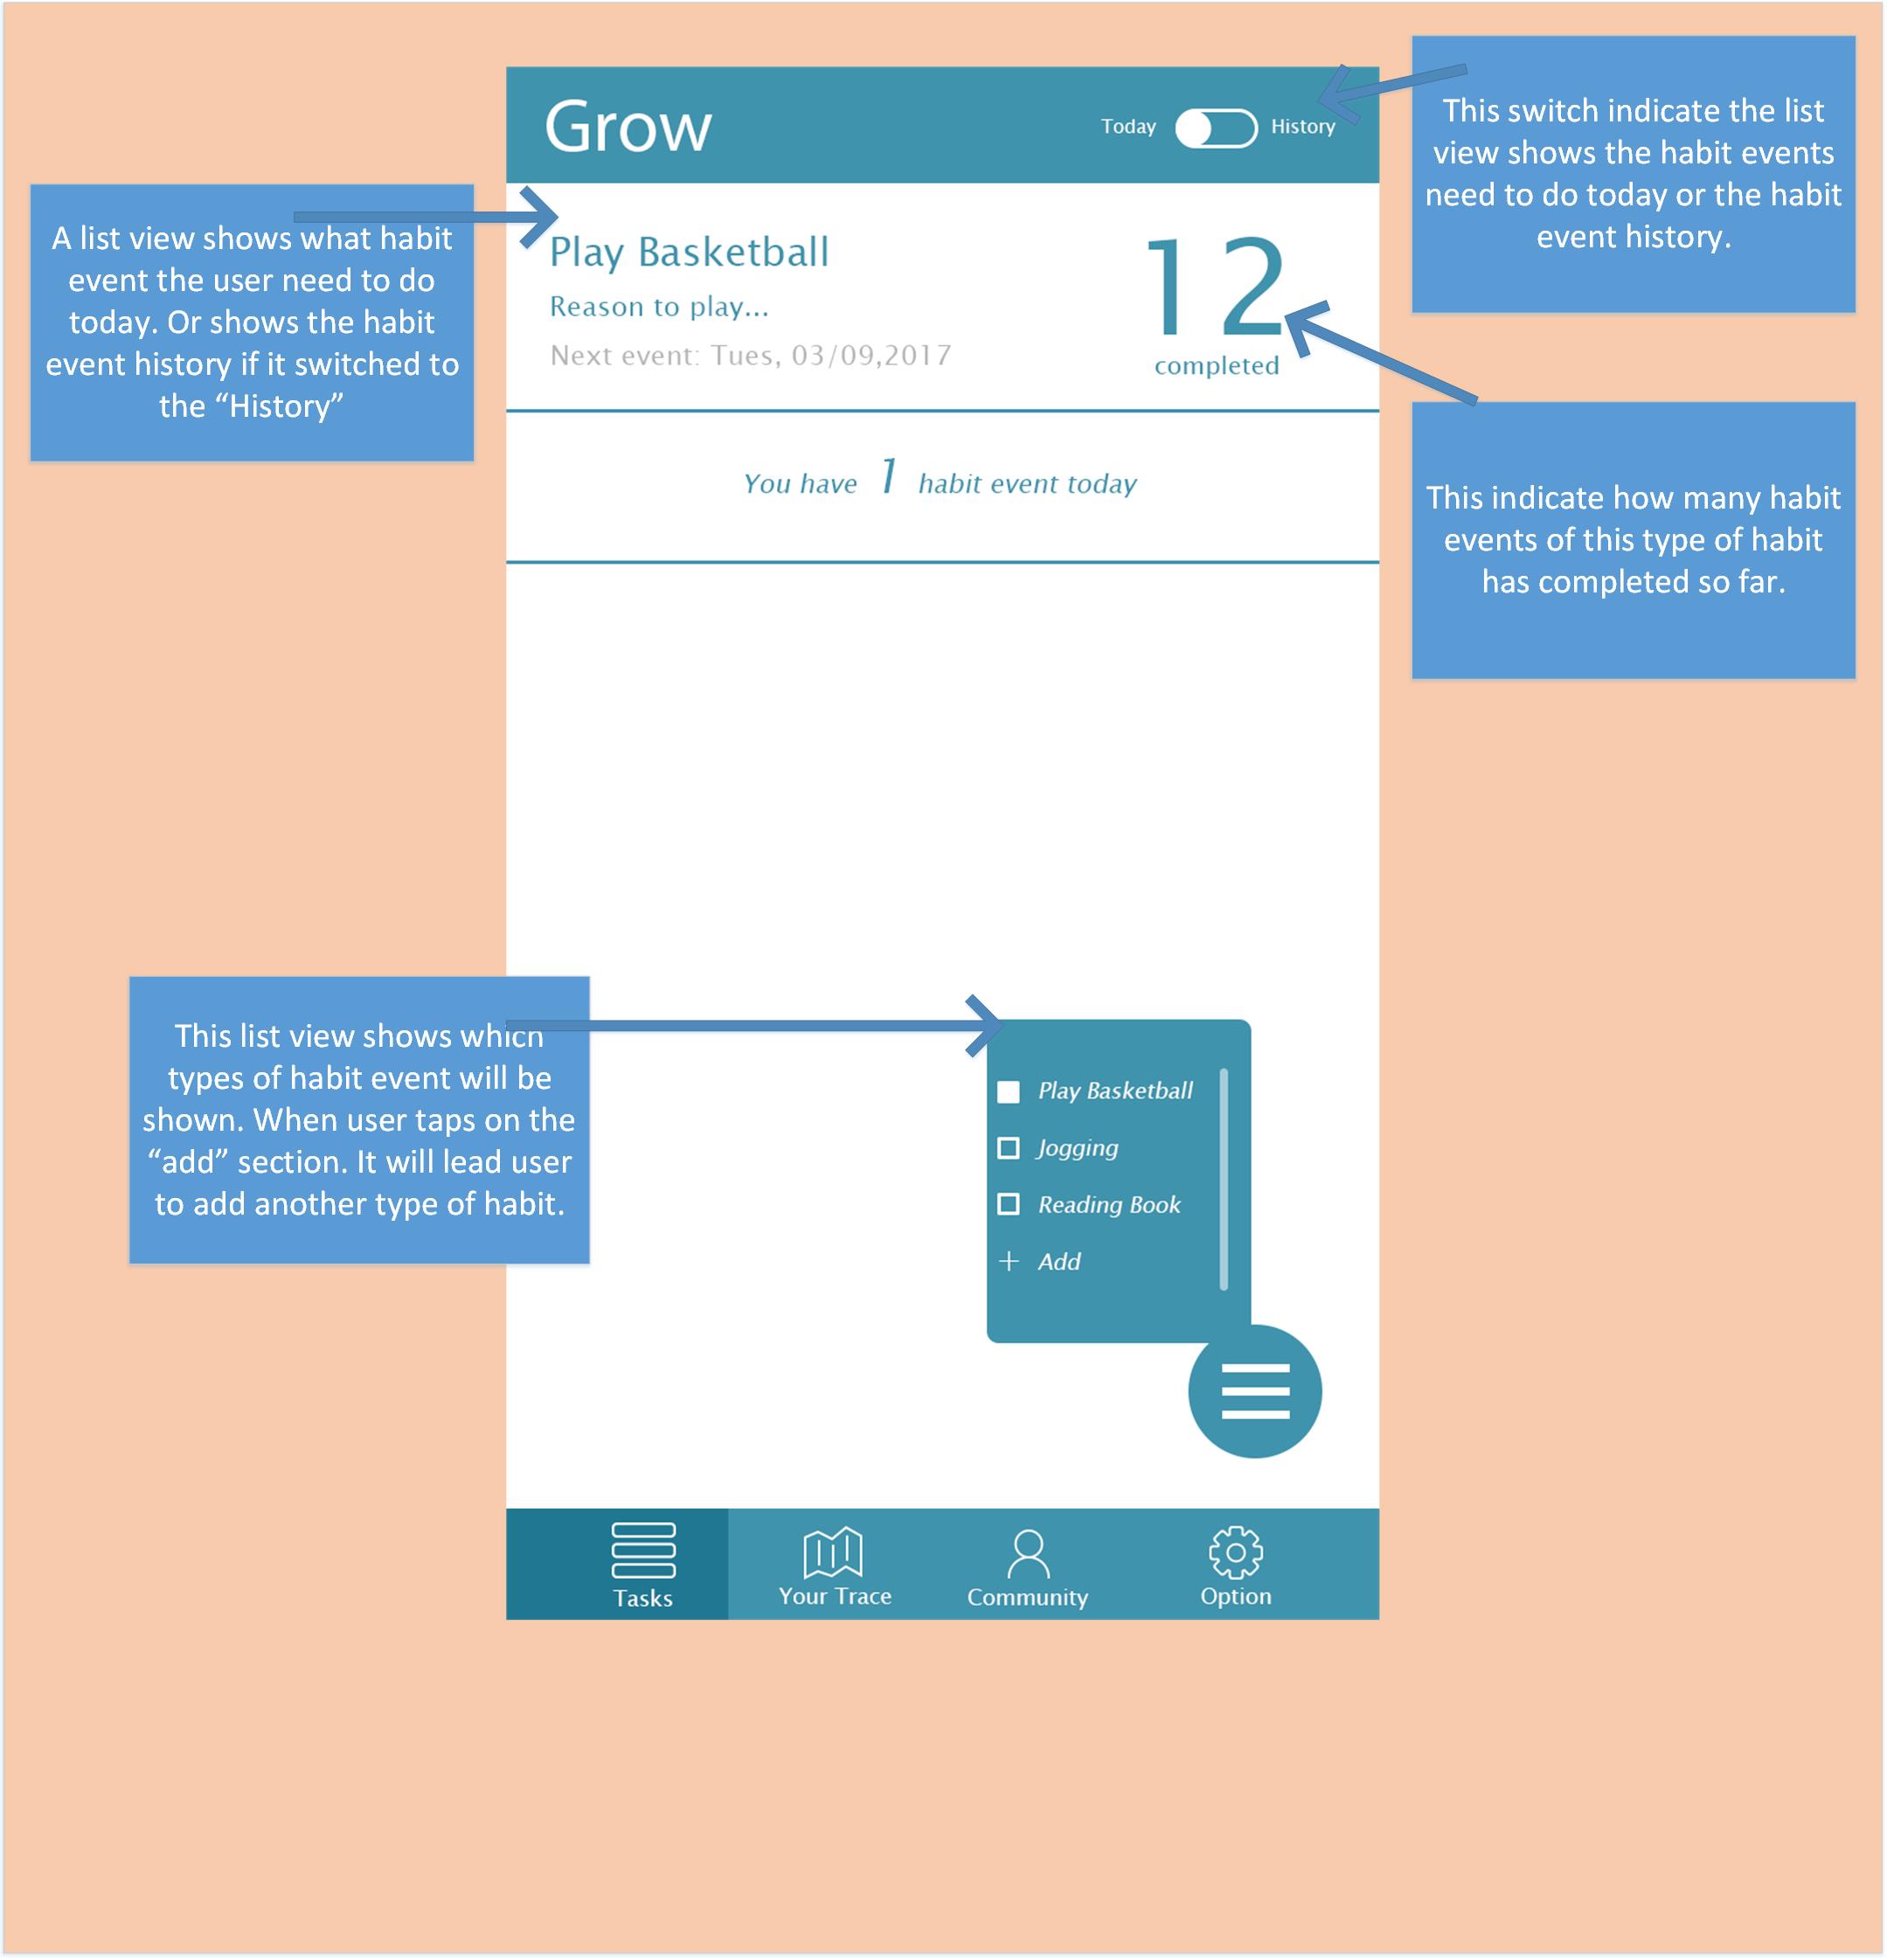 Grow
Today
History
This switch indicate the list
view shows the habit events
need to do today or the habit
event history.
A list view shows what habit
event the user need to do
today. Or shows the habit
event history if it switched to
the “History”
Play Basketball
Reason to play...
Next event: Tues, 03/09,2017
12
completed
This indicate how many habit
events of this type of habit
has completed so far.
You have 1 habit event today
This list view shows which
types of habit event will be
shown. When user taps on the
“add” section. It will lead user
to add another type of habit.
Play Basketball
Jogging
Reading Book
+ Add
Tasks
Your Trace
Community
Option